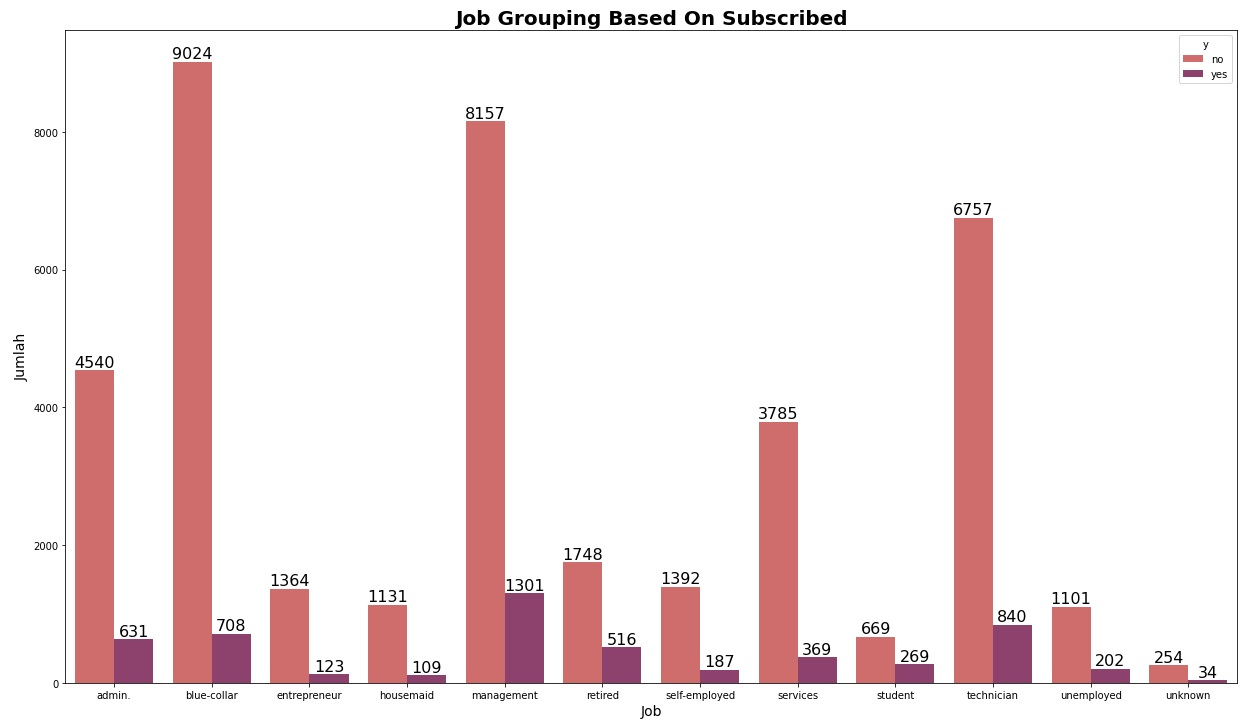 Job Grouping Based On Subscribed
y
no
yes
Jumlah
8000
6000
4000
2000
0
4540
631
9024
708
1364
123
1131
109
8157
1301
1748
516
1392
187
3785
369
669
269
6757
840
1101
202
254
34
admin.
blue-collar
entrepreneur
housemaid
management
retired
self-employed
services
student
technician
unemployed
unknown
Job